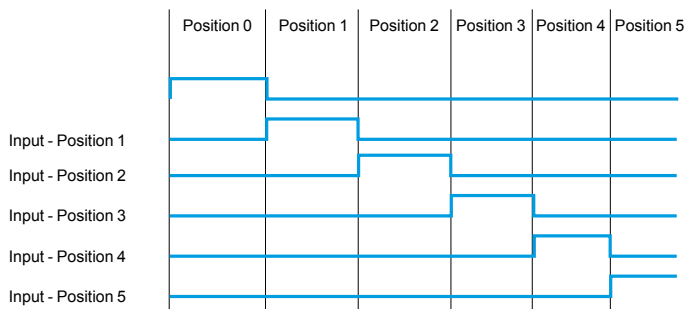 Position 0 Position 1 Position 2 Position 3 Position 4 Position 5
Input - Position 1
Input - Position 2
Input - Position 3
Input - Position 4
Input - Position 5